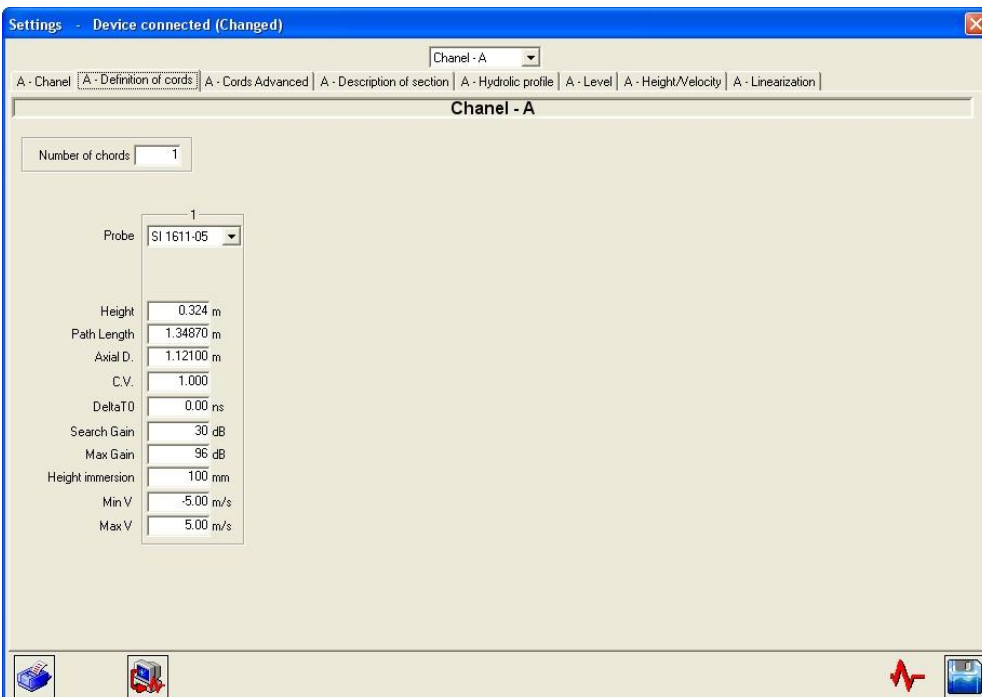 Settings - Device connected (Changed)
Chanel - A
A - Chanel A - Definition of cords A - Cords Advanced A - Description of section A - Hydrolic profile A - Level A - Height/Velocity A - Linearization
Chanel - A
Number of chords 1
1
Probe SI 1611-05
Height 0.324 m
Path Length 1.34870 m
Axial D. 1.12100 m
C.V. 1.000
DeltaT0 0.00 ns
Search Gain 30 dB
Max Gain 96 dB
Height immersion 100 mm
Min V -5.00 m/s
Max V 5.00 m/s